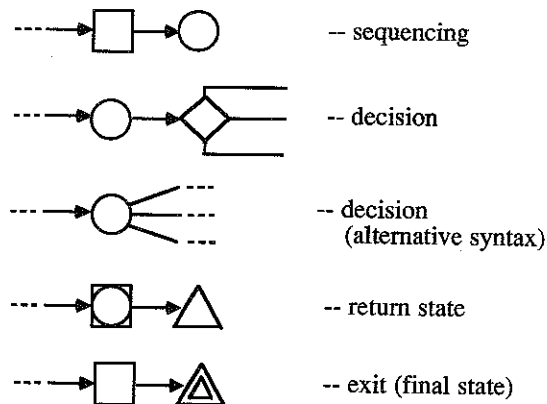 -- sequencing
-- decision
-- decision
(alternative syntax)
-- return state
-- exit (final state)